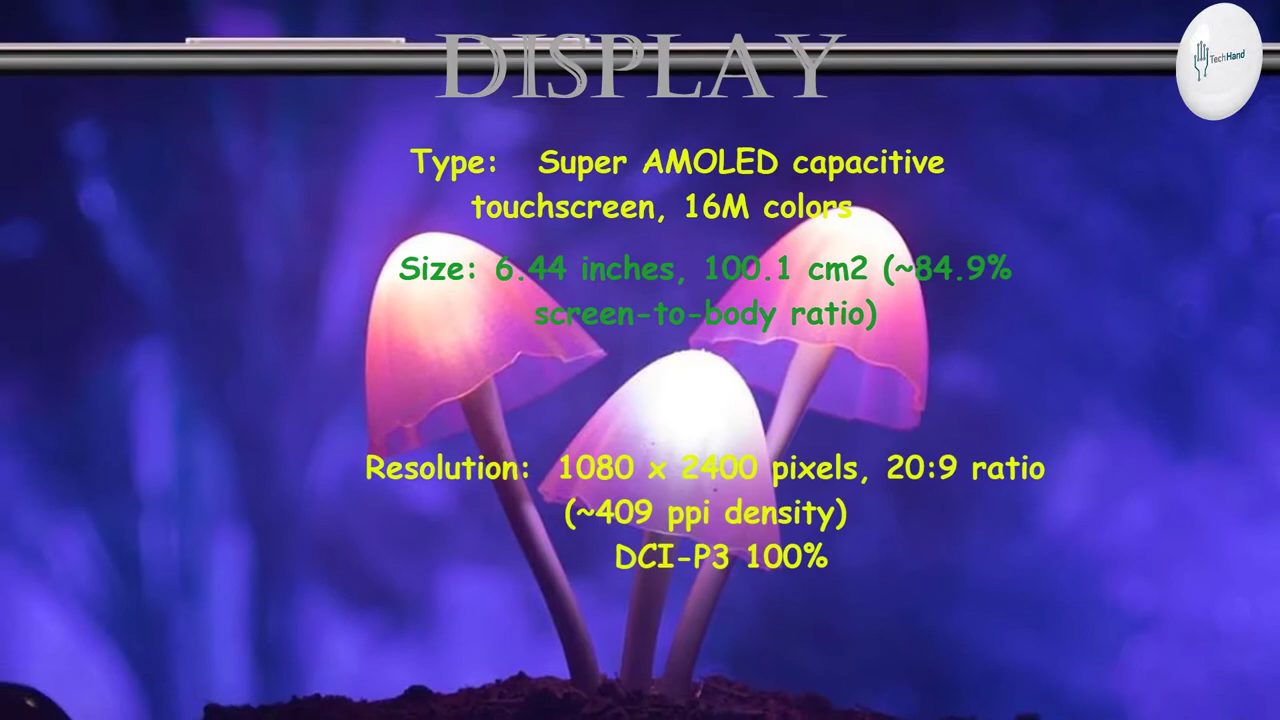 DISPLAY
TechHand
Type: Super AMOLED capacitive
touchscreen, 16M colors
Size: 6.44 inches, 100.1 cm2 (~84.9%
screen-to-body ratio)
Resolution: 1080 x 2400 pixels, 20:9 ratio
(~409 ppi density)
DCI-P3 100%